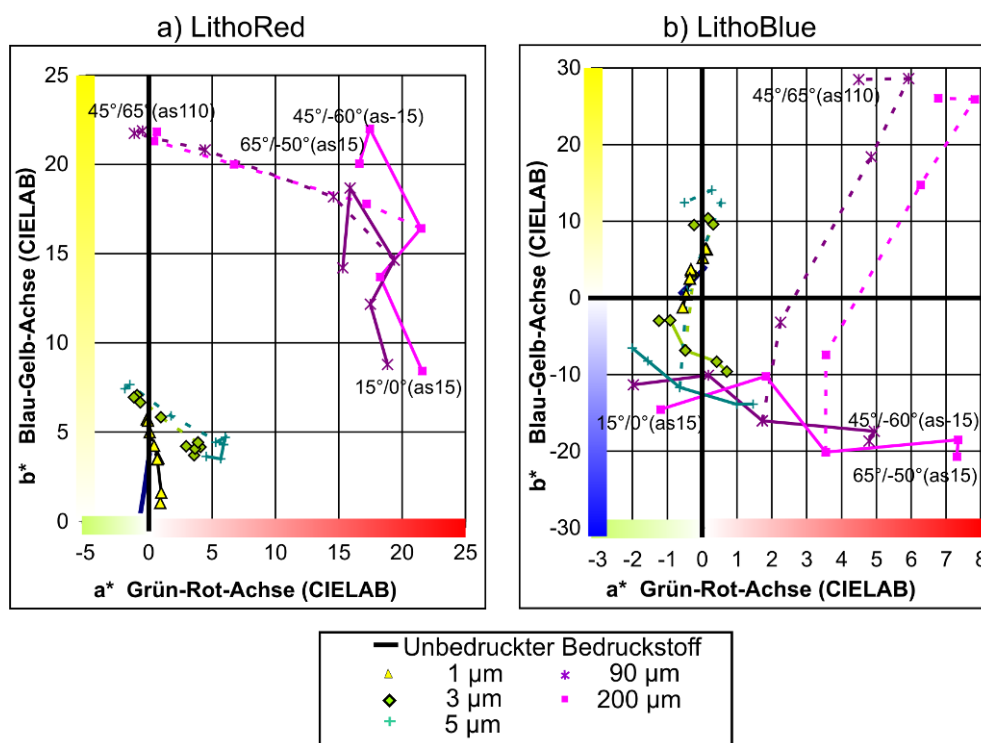 a) LithoRed
b) LithoBlue
25
20
15
10
5
0
-5 0 5 10 15 20 25
b* Blau-Gelb-Achse (CIELAB)
a* Grün-Rot-Achse (CIELAB)
45°/65°(as110)
45°/-60°(as-15)
65°/-50°(as15)
15°/0°(as15)
30
20
10
0
-10
-20
-30
-3 -2 -1 0 1 2 3 4 5 6 7 8
b* Blau-Gelb-Achse (CIELAB)
a* Grün-Rot-Achse (CIELAB)
45°/65°(as110)
15°/0°(as15)
45°/-60°(as-15)
65°/-50°(as15)
Unbedruckter Bedruckstoff
1 µm
90 µm
3 µm
200 µm
5 µm